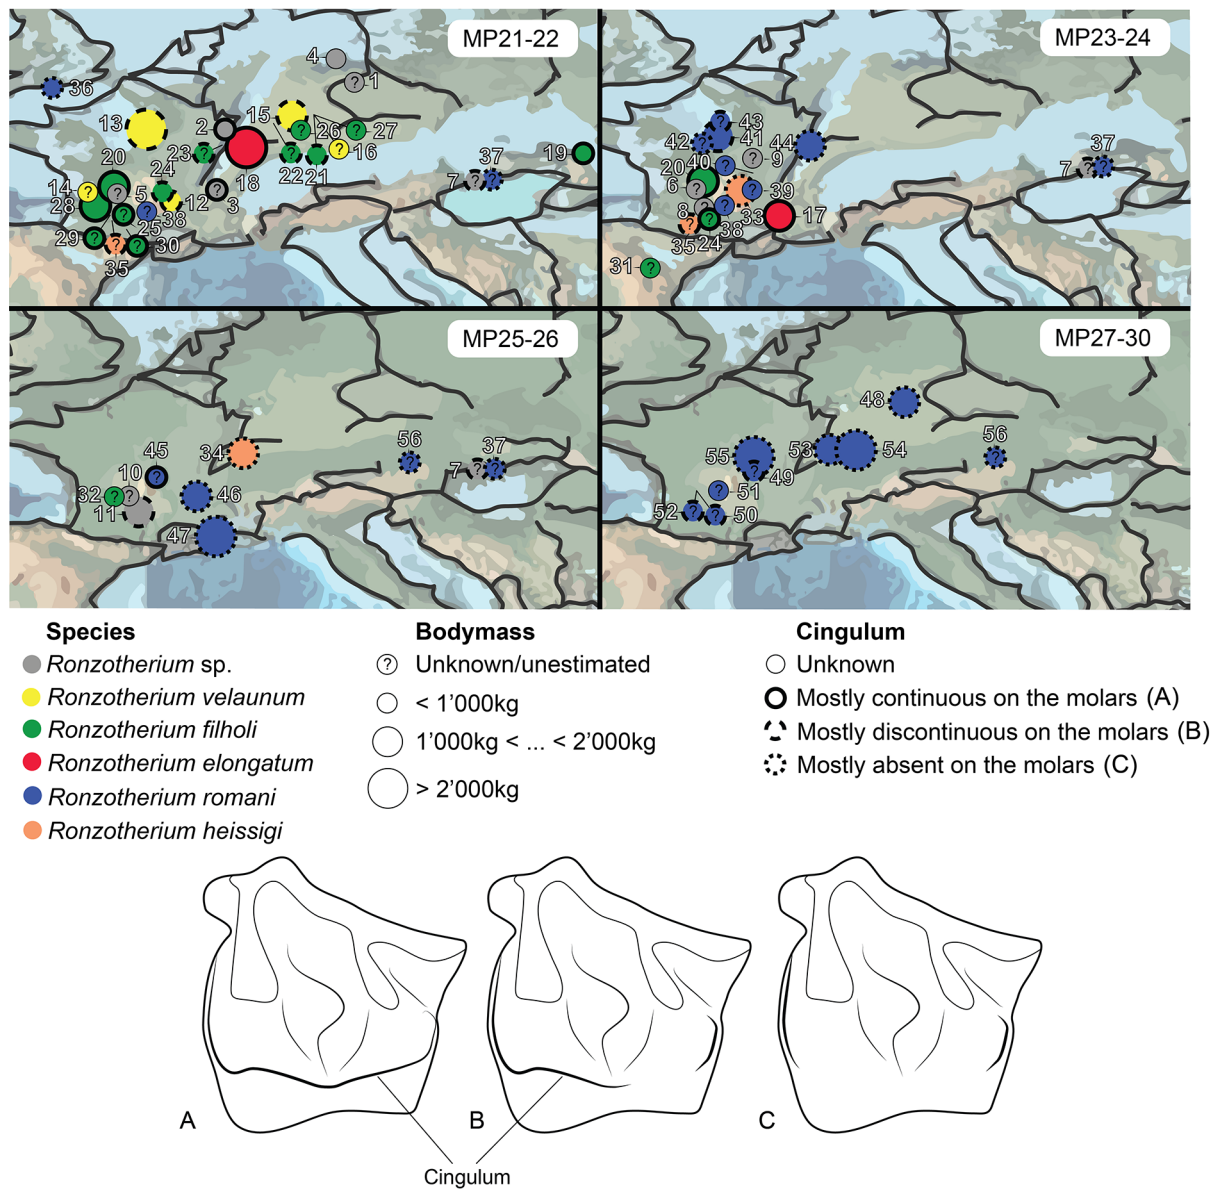 MP21-22
4
1
36
13
15
2
26
27
16
23
20
24
22
21
19
18
37
7
14
5
12
3
28
38
25
29
30
35
MP23-24
43
42
41
44
40
9
20
6
39
37
7
8
33
17
38
35
24
31
MP25-26
45
34
56
37
10
7
32
46
11
47
MP27-30
48
55
53
54
56
49
51
52
50
Species
Ronzotherium sp.
Ronzotherium velaunum
Ronzotherium filholi
Ronzotherium elongatum
Ronzotherium romani
Ronzotherium heissigi
Bodymass
? Unknown/unestimated
< 1’000kg
1’000kg < ... < 2’000kg
> 2’000kg
Cingulum
Unknown
Mostly continuous on the molars (A)
Mostly discontinuous on the molars (B)
Mostly absent on the molars (C)
A
B
C
Cingulum